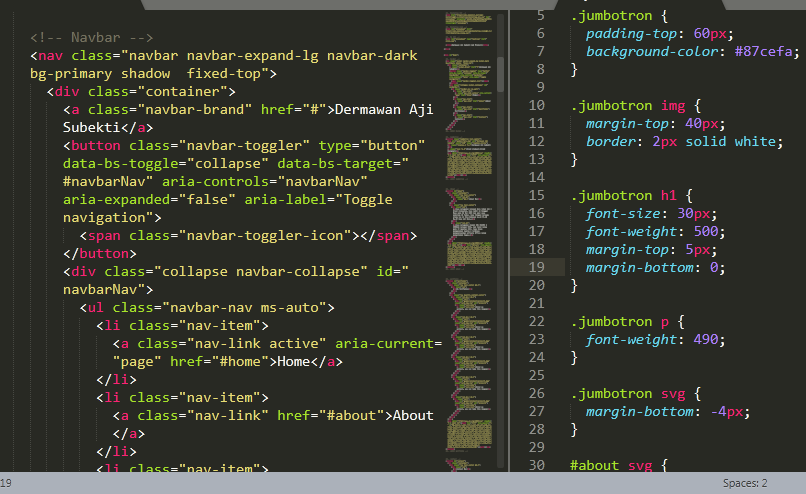 <!-- Navbar -->
<nav class="navbar navbar-expand-lg navbar-dark
bg-primary shadow  fixed-top">
<div class="container">
<a class="navbar-brand" href="#">Dermawan Aji
Subekti</a>
<button class="navbar-toggler" type="button"
data-bs-toggle="collapse" data-bs-target="
#navbarNav" aria-controls="navbarNav"
aria-expanded="false" aria-label="Toggle
navigation">
<span class="navbar-toggler-icon"></span>
</button>
<div class="collapse navbar-collapse" id="
navbarNav">
<ul class="navbar-nav ms-auto">
<li class="nav-item">
<a class="nav-link active" aria-current=
"page" href="#home">Home</a>
</li>
<li class="nav-item">
<a class="nav-link" href="#about">About
</a>
</li>
<li class="nav-item">
5 .jumbotron {
6 padding-top: 60px;
7 background-color: #87cefa;
8 }
9
10 .jumbotron img {
11 margin-top: 40px;
12 border: 2px solid white;
13 }
14
15 .jumbotron h1 {
16 font-size: 30px;
17 font-weight: 500;
18 margin-top: 5px;
19 margin-bottom: 0;
20 }
21
22 .jumbotron p {
23 font-weight: 490;
24 }
25
26 .jumbotron svg {
27 margin-bottom: -4px;
28 }
29
30 #about svg {
19
Spaces: 2